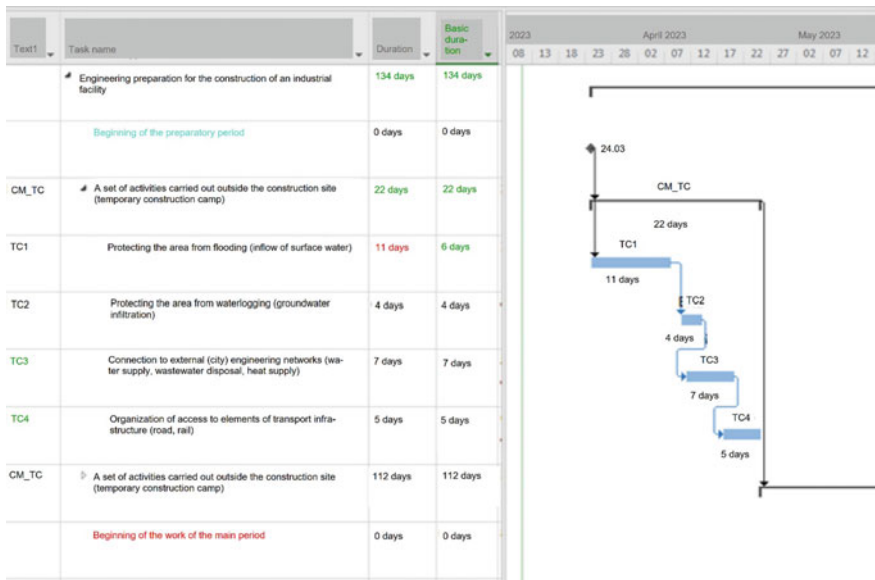 Text1 Task name Duration Basic
dura-
tion
2023 April 2023 May 2023
08 13 18 23 28 02 07 12 17 22 27 02 07 12
Engineering preparation for the construction of an industrial
facility
134 days 134 days
Beginning of the preparatory period 0 days 0 days
24.03
CM_TC A set of activities carried out outside the construction site
(temporary construction camp)
22 days 22 days
CM_TC
22 days
TC1 Protecting the area from flooding (inflow of surface water) 11 days 6 days
TC1
11 days
TC2 Protecting the area from waterlogging (groundwater
infiltration)
4 days 4 days
TC2
4 days
TC3 Connection to external (city) engineering networks (wa-
ter supply, wastewater disposal, heat supply)
7 days 7 days
TC3
7 days
TC4 Organization of access to elements of transport infra-
structure (road, rail)
5 days 5 days
TC4
5 days
CM_TC A set of activities carried out outside the construction site
(temporary construction camp)
112 days 112 days
Beginning of the work of the main period 0 days 0 days